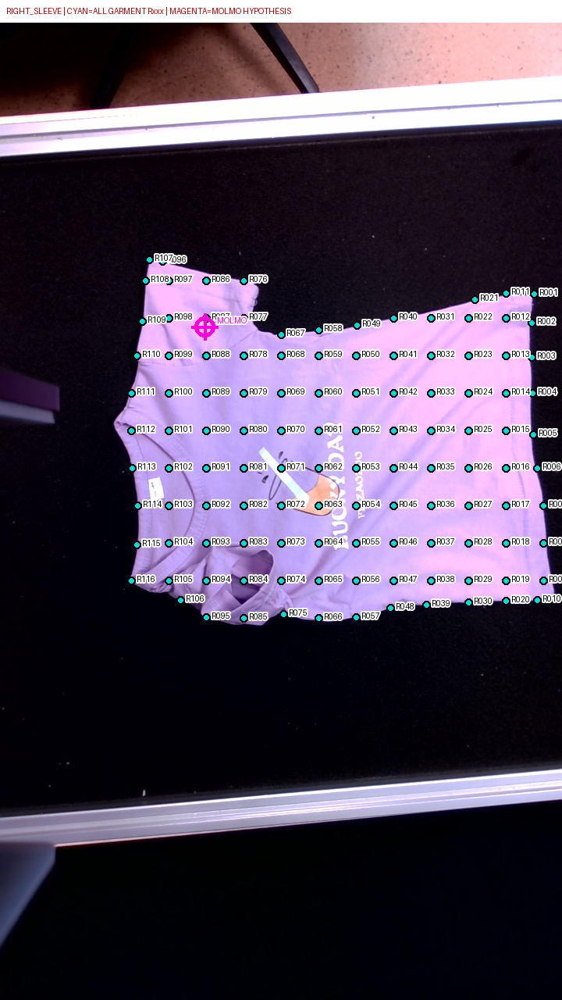 RIGHT_SLEEVE | CYAN=ALL GARMENT Rxxx | MAGENTA=MOLMO HYPOTHESIS
R107 096
R108 R097 R086 R076
R011 R001
R021
R109 R098 R087 R077 R040 R031 R022 R012 R002
MOLMO
R067 R058 R049
R110 R099 R088 R078 R068 R059 R050 R041 R032 R023 R013 R003
R111 R100 R089 R079 R069 R060 R051 R042 R033 R024 R014 R004
R112 R101 R090 R080 R070 R061 R052 R043 R034 R025 R015 R005
R113 R102 R091 R081 R071 R062 R053 R044 R035 R026 R016 R006
R114 R103 R092 R082 R072 R063 R054 R045 R036 R027 R017 R00
R115 R104 R093 R083 R073 R064 R055 R046 R037 R028 R018 R00
R116 R105 R094 R084 R074 R065 R056 R047 R038 R029 R019 R00
R106 R075 R048 R039 R030 R020 R010
R095 R085 R066 R057